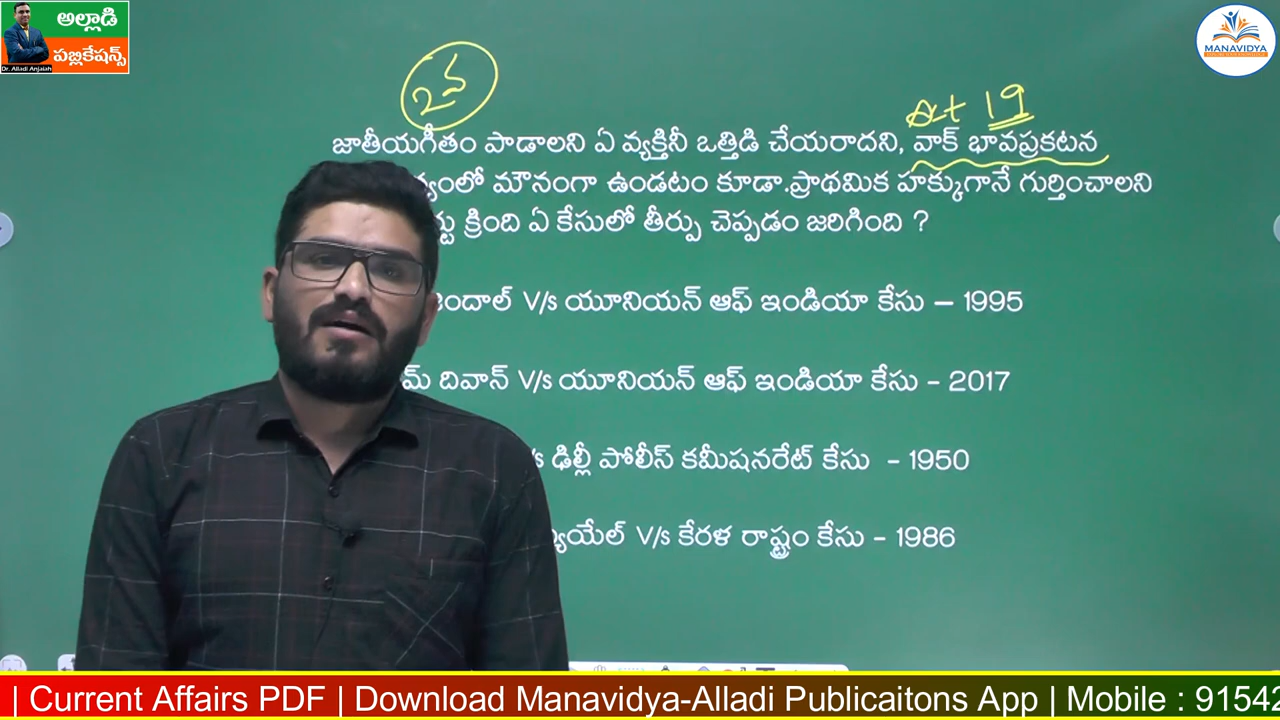 అల్లాడి
పబ్లికేషన్స్
Dr. Alladi Anjaiah
MANAVIDYA
Art 19
జాతీయగీతం పాడాలని ఏ వ్యక్తినీ ఒత్తిడి చేయరాదని, వాక్ భావప్రకటన
మౌనంగా ఉండటం కూడా.ప్రాథమిక హక్కుగానే గుర్తించాలని
క్రింది ఏ కేసులో తీర్పు చెప్పడం జరిగింది ?
V/s యూనియన్ ఆఫ్ ఇండియా కేసు – 1995
దివాన్ V/s యూనియన్ ఆఫ్ ఇండియా కేసు – 2017
ఢిల్లీ పోలీస్ కమీషనరేట్ కేసు – 1950
V/s కేరళ రాష్ట్రం కేసు – 1986
| Current Affairs PDF | Download Manavidya-Alladi Publicaitons App | Mobile : 91542